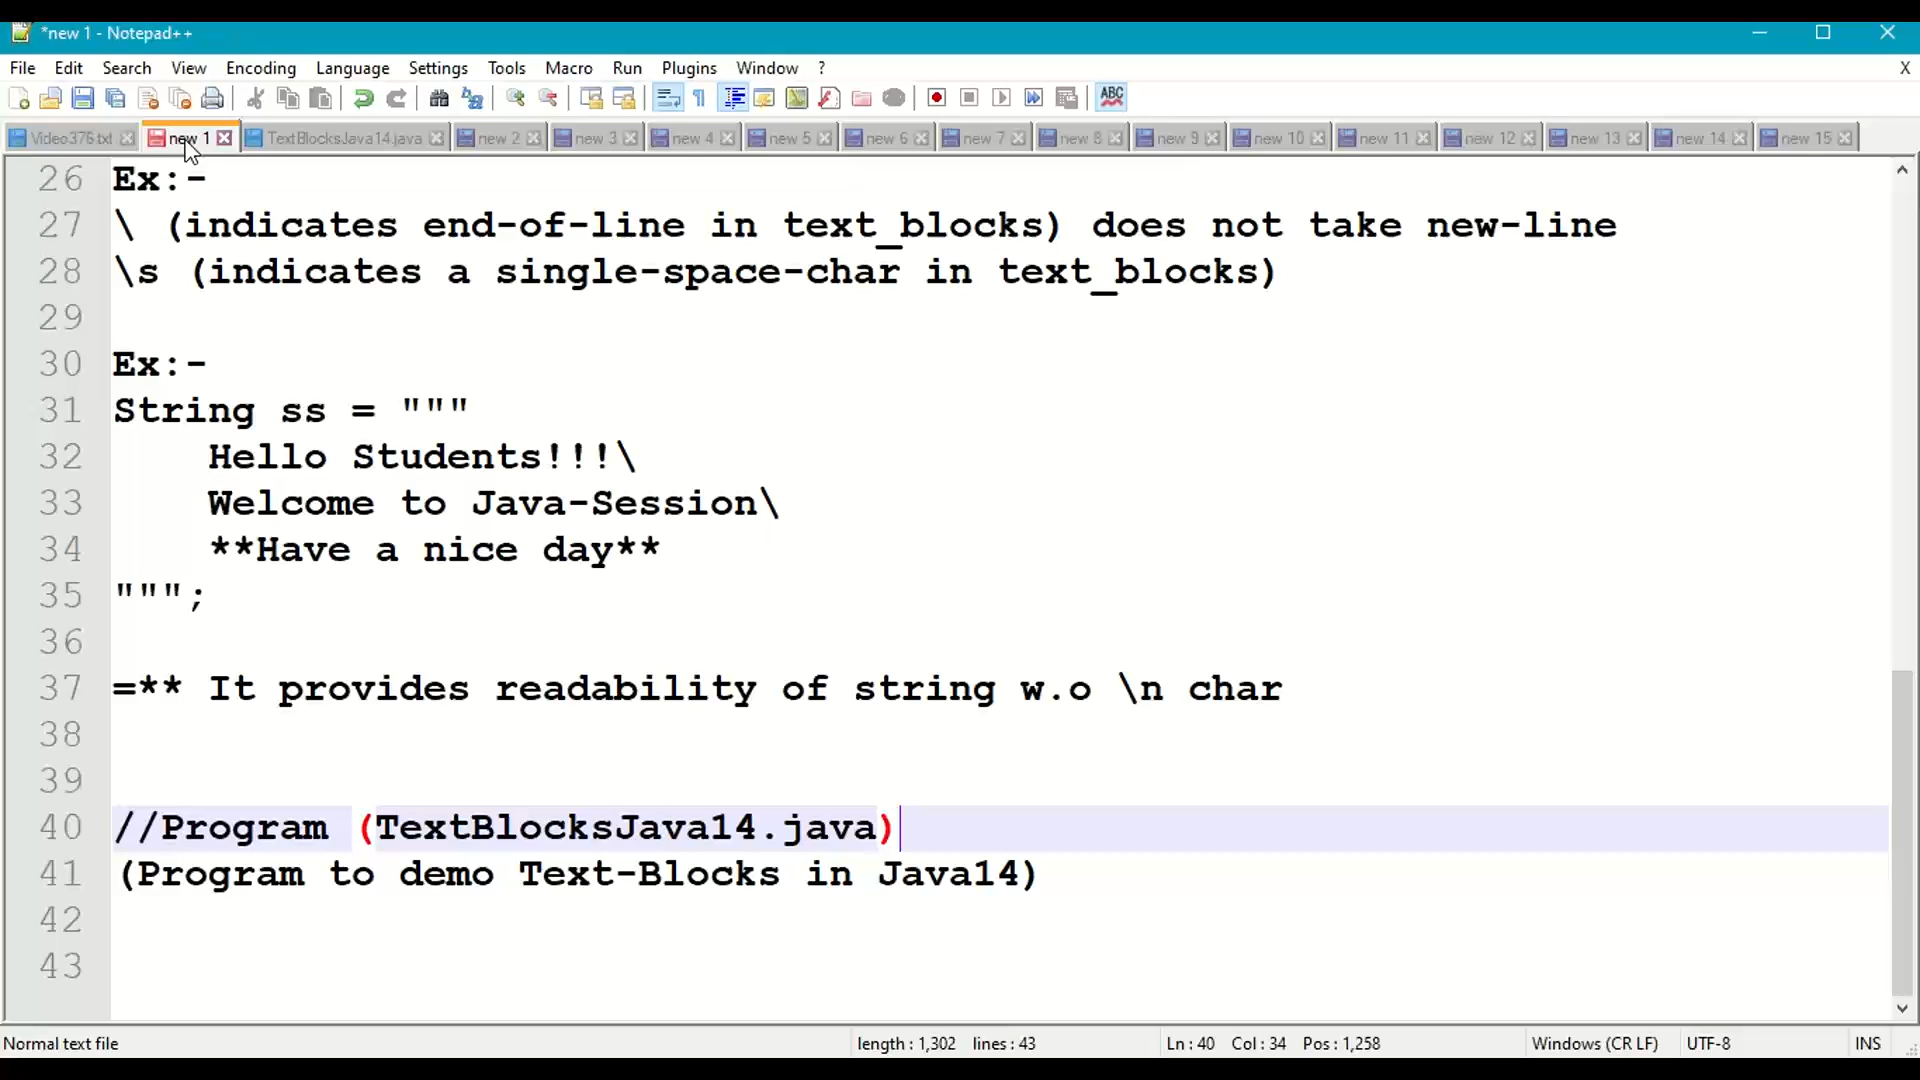 *new 1 - Notepad++
File Edit Search View Encoding Language Settings Tools Macro Run Plugins Window ? X
ABC
Video376.txt new 1 TextBlocksJava14.java new 2 new 3 new 4 new 5 new 6 new 7 new 8 new 9 new 10 new 11 new 12 new 13 new 14 new 15
26 Ex:-
27 \ (indicates end-of-line in text_blocks) does not take new-line
28 \s (indicates a single-space-char in text_blocks)
29
30 Ex:-
31 String ss = """
32 Hello Students!!!\
33 Welcome to Java-Session\
34 **Have a nice day**
35 """;
36
37 =** It provides readability of string w.o \n char
38
39
40 //Program (TextBlocksJava14.java)
41 (Program to demo Text-Blocks in Java14)
42
43
Normal text file length : 1,302 lines : 43 Ln : 40 Col : 34 Pos : 1,258 Windows (CR LF) UTF-8 INS